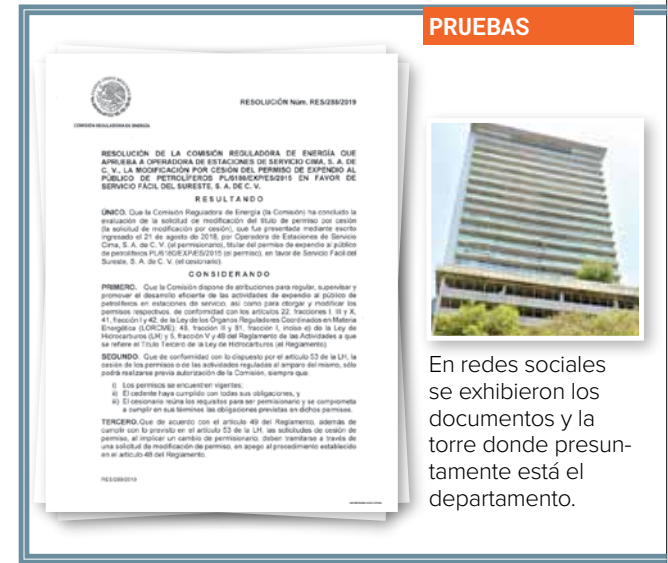 PRUEBAS
COMISIÓN REGULADORA DE ENERGÍA
RESOLUCIÓN Núm. RES/288/2019
RESOLUCIÓN DE LA COMISIÓN REGULADORA DE ENERGÍA QUE
APRUEBA A OPERADORA DE ESTACIONES DE SERVICIO CIMA, S. A. DE
C. V., LA MODIFICACIÓN POR CESIÓN DEL PERMISO DE EXPENDIO AL
PÚBLICO DE PETROLÍFEROS PL/6180/EXP/ES/2015 EN FAVOR DE
SERVICIO FÁCIL DEL SURESTE, S. A. DE C. V.
RESULTANDO
ÚNICO. Que la Comisión Reguladora de Energía (la Comisión) ha concluido la
evaluación de la solicitud de modificación del título de permiso por cesión
(la solicitud de modificación por cesión), que fue presentada mediante escrito
ingresado el 21 de agosto de 2018, por Operadora de Estaciones de Servicio
Cima, S. A. de C. V. (el permisionario), titular del permiso de expendio al público
de petrolíferos PL/6180/EXP/ES/2015 (el permiso), en favor de Servicio Fácil del
Sureste, S. A. de C. V. (el cesionario).
CONSIDERANDO
PRIMERO. Que la Comisión dispone de atribuciones para regular, supervisar y
promover el desarrollo eficiente de las actividades de expendio al público de
petrolíferos en estaciones de servicio, así como para otorgar y modificar los
permisos respectivos, de conformidad con los artículos 22, fracciones I, III y X,
41, fracción I y 42, de la Ley de los Órganos Reguladores Coordinados en Materia
Energética (LORCME); 48, fracción II y 81, fracción I, inciso e) de la Ley de
Hidrocarburos (LH) y 5, fracción V y 48 del Reglamento de las Actividades a que
se refiere el Título Tercero de la Ley de Hidrocarburos (el Reglamento).
SEGUNDO. Que de conformidad con lo dispuesto por el artículo 53 de la LH, la
cesión de los permisos o de las actividades reguladas al amparo del mismo, sólo
podrá realizarse previa autorización de la Comisión, siempre que:
i) Los permisos se encuentren vigentes;
ii) El cedente haya cumplido con todas sus obligaciones, y
iii) El cesionario reúna los requisitos para ser permisionario y se comprometa
a cumplir en sus términos las obligaciones previstas en dichos permisos.
TERCERO. Que de acuerdo con el artículo 49 del Reglamento, además de
cumplir con lo previsto en el artículo 53 de la LH, las solicitudes de cesión de
permiso, al implicar un cambio de permisionario, deben tramitarse a través de
una solicitud de modificación de permiso, en apego al procedimiento establecido
en el artículo 48 del Reglamento.
RES/288/2019
En redes sociales
se exhibieron los
documentos y la
torre donde presun-
tamente está el
departamento.